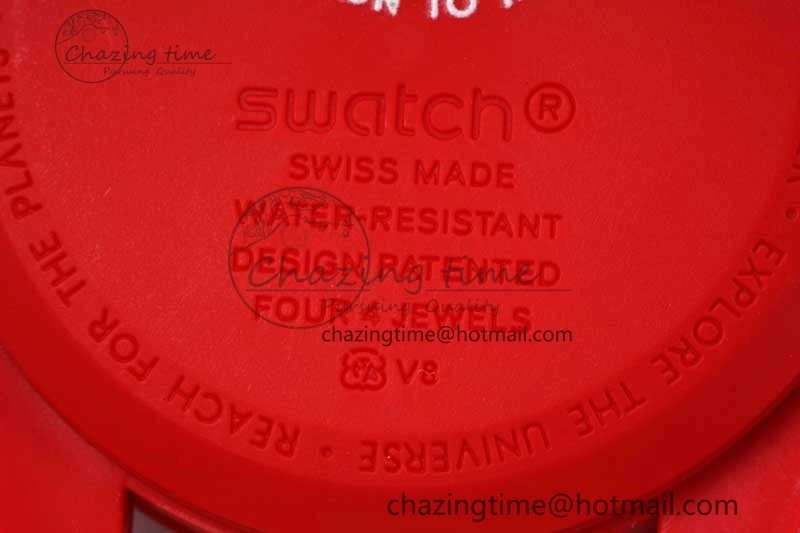 Chazing time
Pursuing Quality
swatch®
SWISS MADE
WATER-RESISTANT
DESIGN PATENTED
FOUR 4 JEWELS
V8
Chazing time
Pursuing Quality
chazingtime@hotmail.com
REACH FOR THE PLANETS
EXPLORE THE UNIVERSE
chazingtime@hotmail.com